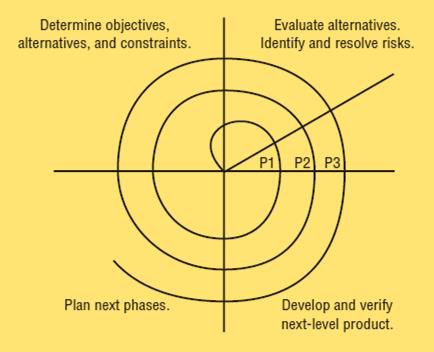 Determine objectives,
alternatives, and constraints.
Evaluate alternatives.
Identify and resolve risks.
P1 P2 P3
Plan next phases.
Develop and verify
next-level product.